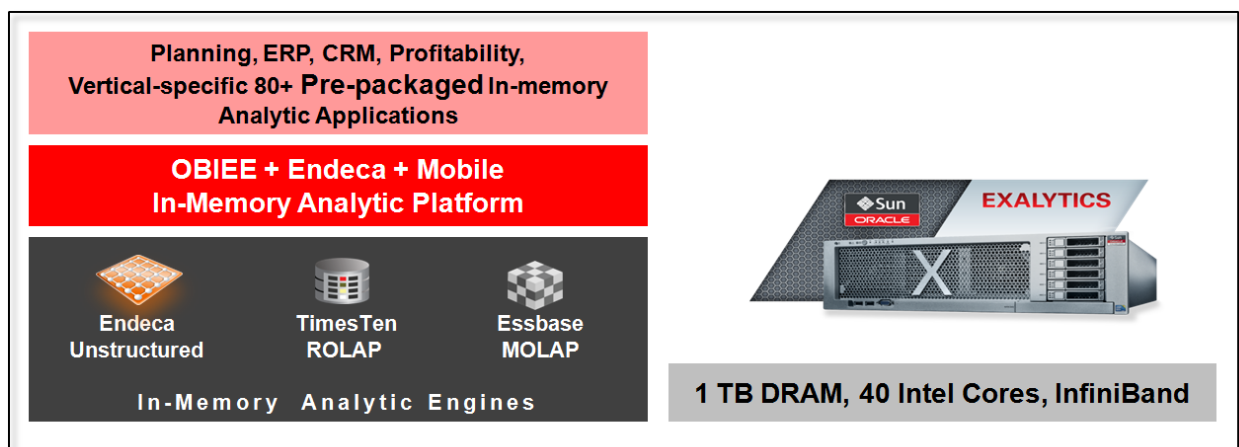 Planning, ERP, CRM, Profitability,
Vertical-specific 80+ Pre-packaged In-memory
Analytic Applications
OBIEE + Endeca + Mobile
In-Memory Analytic Platform
Endeca
Unstructured
TimesTen
ROLAP
Essbase
MOLAP
In-Memory Analytic Engines
Sun
ORACLE
EXALYTICS
X
1 TB DRAM, 40 Intel Cores, InfiniBand